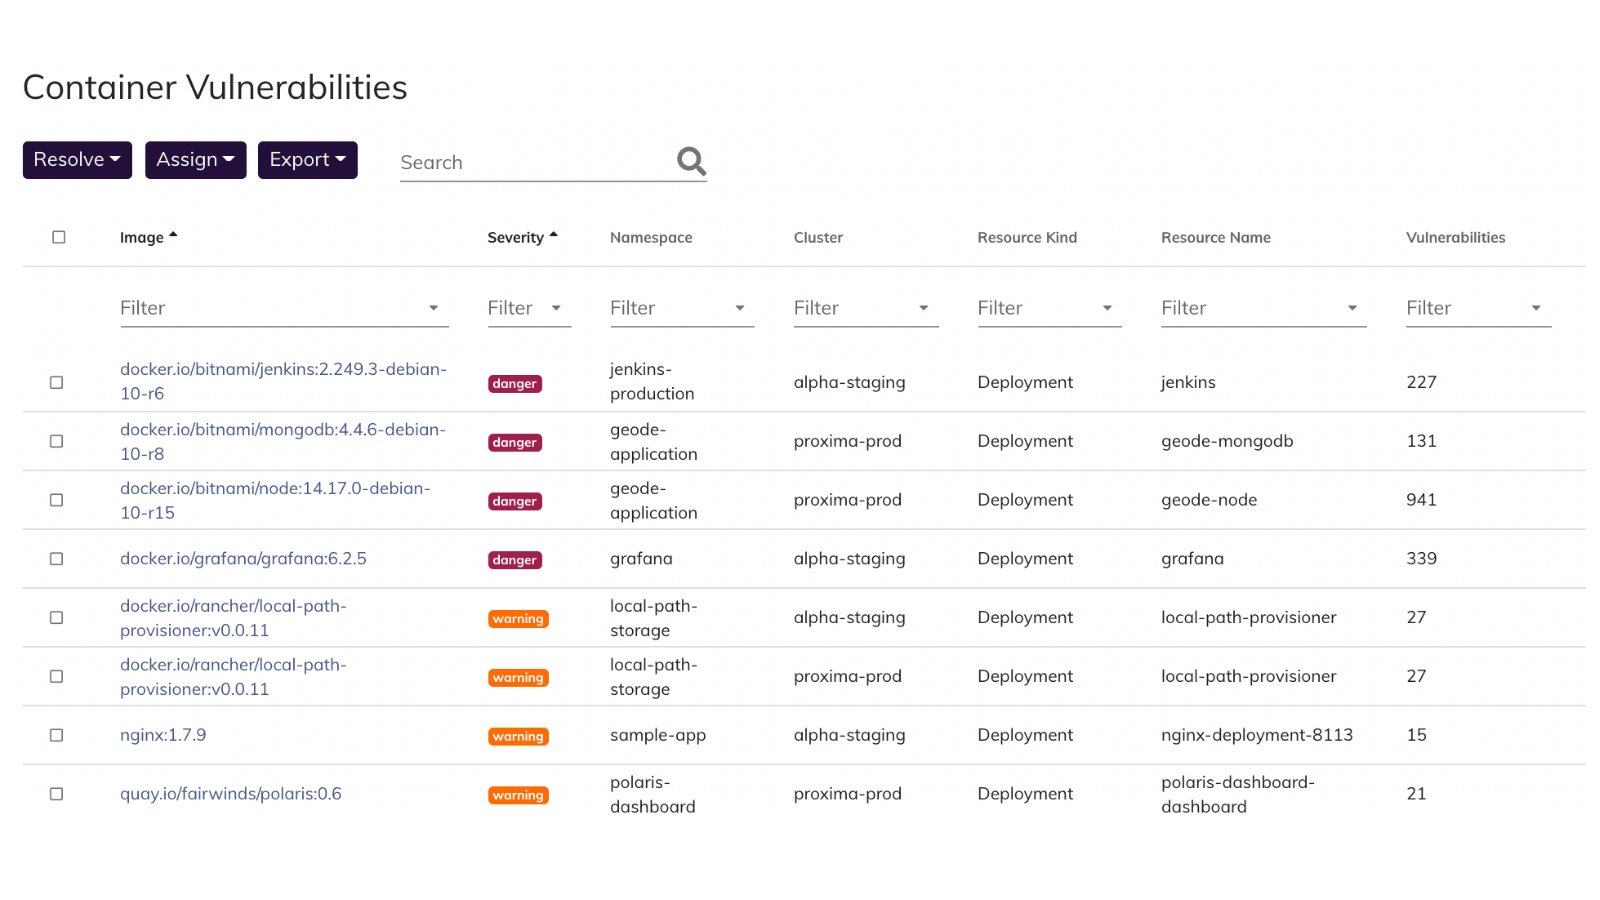 Container Vulnerabilities
Resolve Assign Export Search
Image Severity Namespace Cluster Resource Kind Resource Name Vulnerabilities
Filter Filter Filter Filter Filter Filter Filter
docker.io/bitnami/jenkins:2.249.3-debian-
10-r6
danger
jenkins-
production
alpha-staging Deployment jenkins 227
docker.io/bitnami/mongodb:4.4.6-debian-
10-r8
danger
geode-
application
proxima-prod Deployment geode-mongodb 131
docker.io/bitnami/node:14.17.0-debian-
10-r15
danger
geode-
application
proxima-prod Deployment geode-node 941
docker.io/grafana/grafana:6.2.5 danger grafana alpha-staging Deployment grafana 339
docker.io/rancher/local-path-
provisioner:v0.0.11
warning
local-path-
storage
alpha-staging Deployment local-path-provisioner 27
docker.io/rancher/local-path-
provisioner:v0.0.11
warning
local-path-
storage
proxima-prod Deployment local-path-provisioner 27
nginx:1.7.9 warning sample-app alpha-staging Deployment nginx-deployment-8113 15
quay.io/fairwinds/polaris:0.6 warning
polaris-
dashboard
proxima-prod Deployment
polaris-dashboard-
dashboard
21